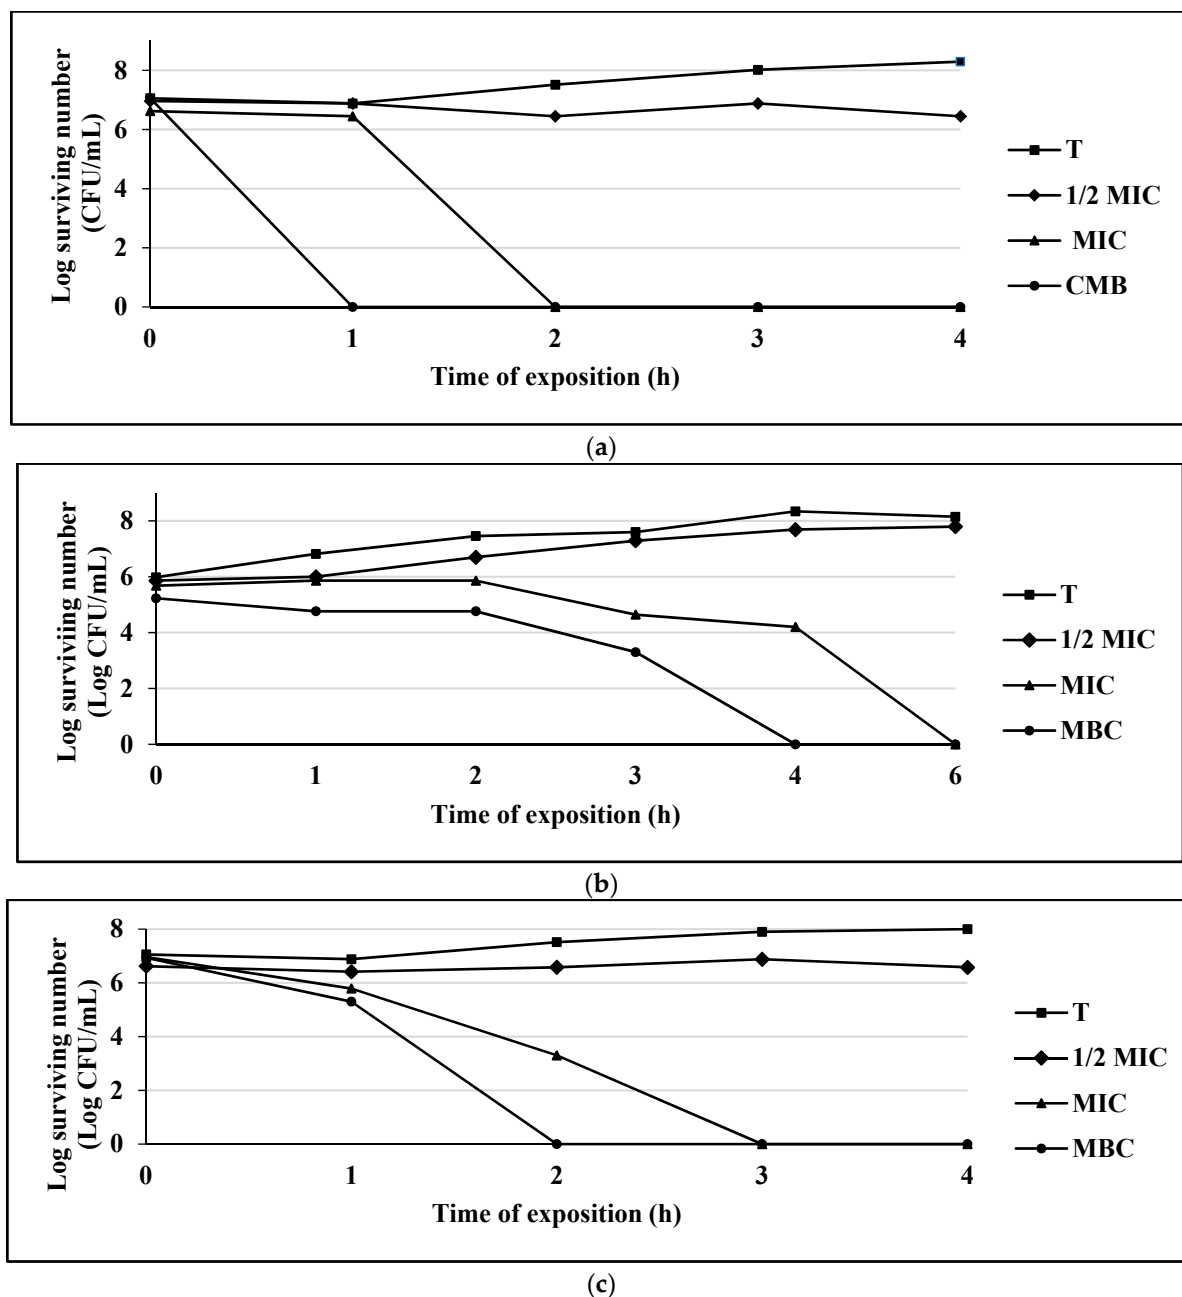 Log surviving number
(CFU/mL)
8
6
4
2
0
0 1 2 3 4
Time of exposition (h)
T
1/2 MIC
MIC
CMB
(a)
Log surviviing number
(Log CFU/mL)
8
6
4
2
0
0 1 2 3 4 6
Time of exposition (h)
T
1/2 MIC
MIC
MBC
(b)
Log surviving number
(Log CFU/mL)
8
6
4
2
0
0 1 2 3 4
Time of exposition (h)
T
1/2 MIC
MIC
MBC
(c)